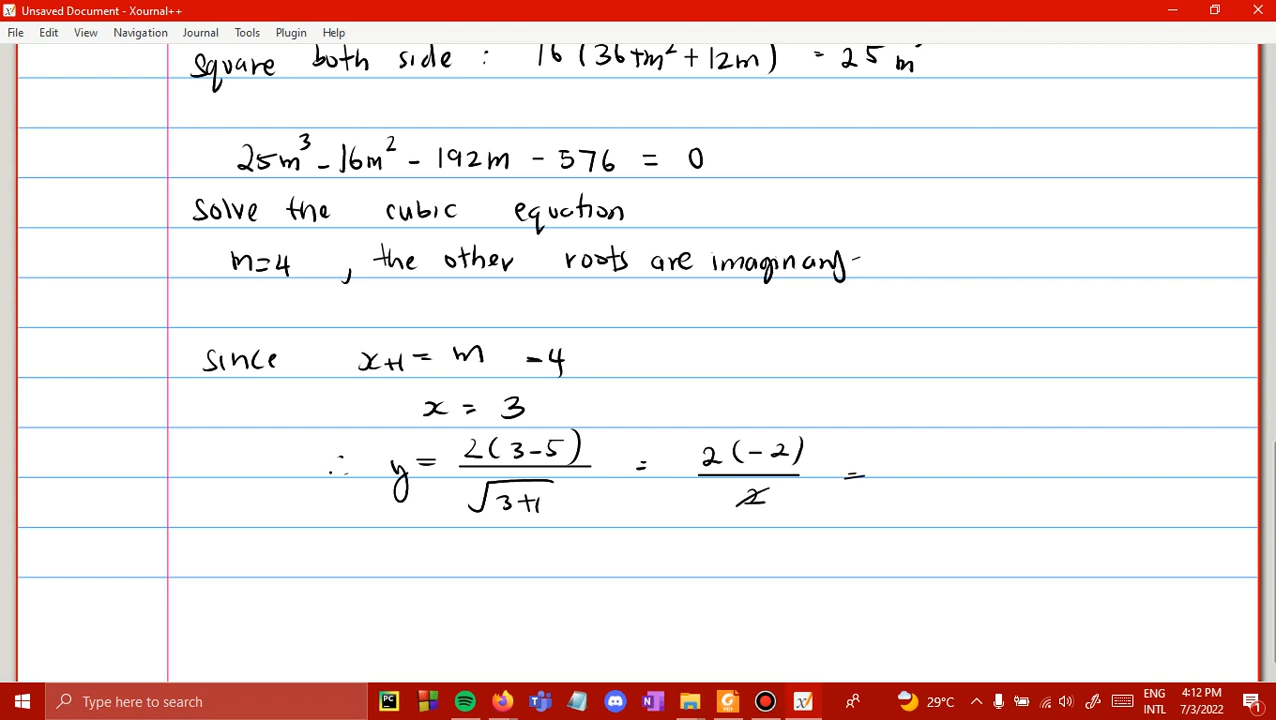 Unsaved Document - Xournal++
File Edit View Navigation Journal Tools Plugin Help
Square both side : 16 (36+m² + 12m) = 25 m
25m³ - 16m² - 192m - 576 = 0
Solve the cubic equation
m=4 , the other roots are imaginary
since x+1 = m = 4
x = 3
∴ y = 2(3-5) / √(3+1) = 2(-2) / 2 =
Type here to search
29°C
ENG
INTL
4:12 PM
7/3/2022
1